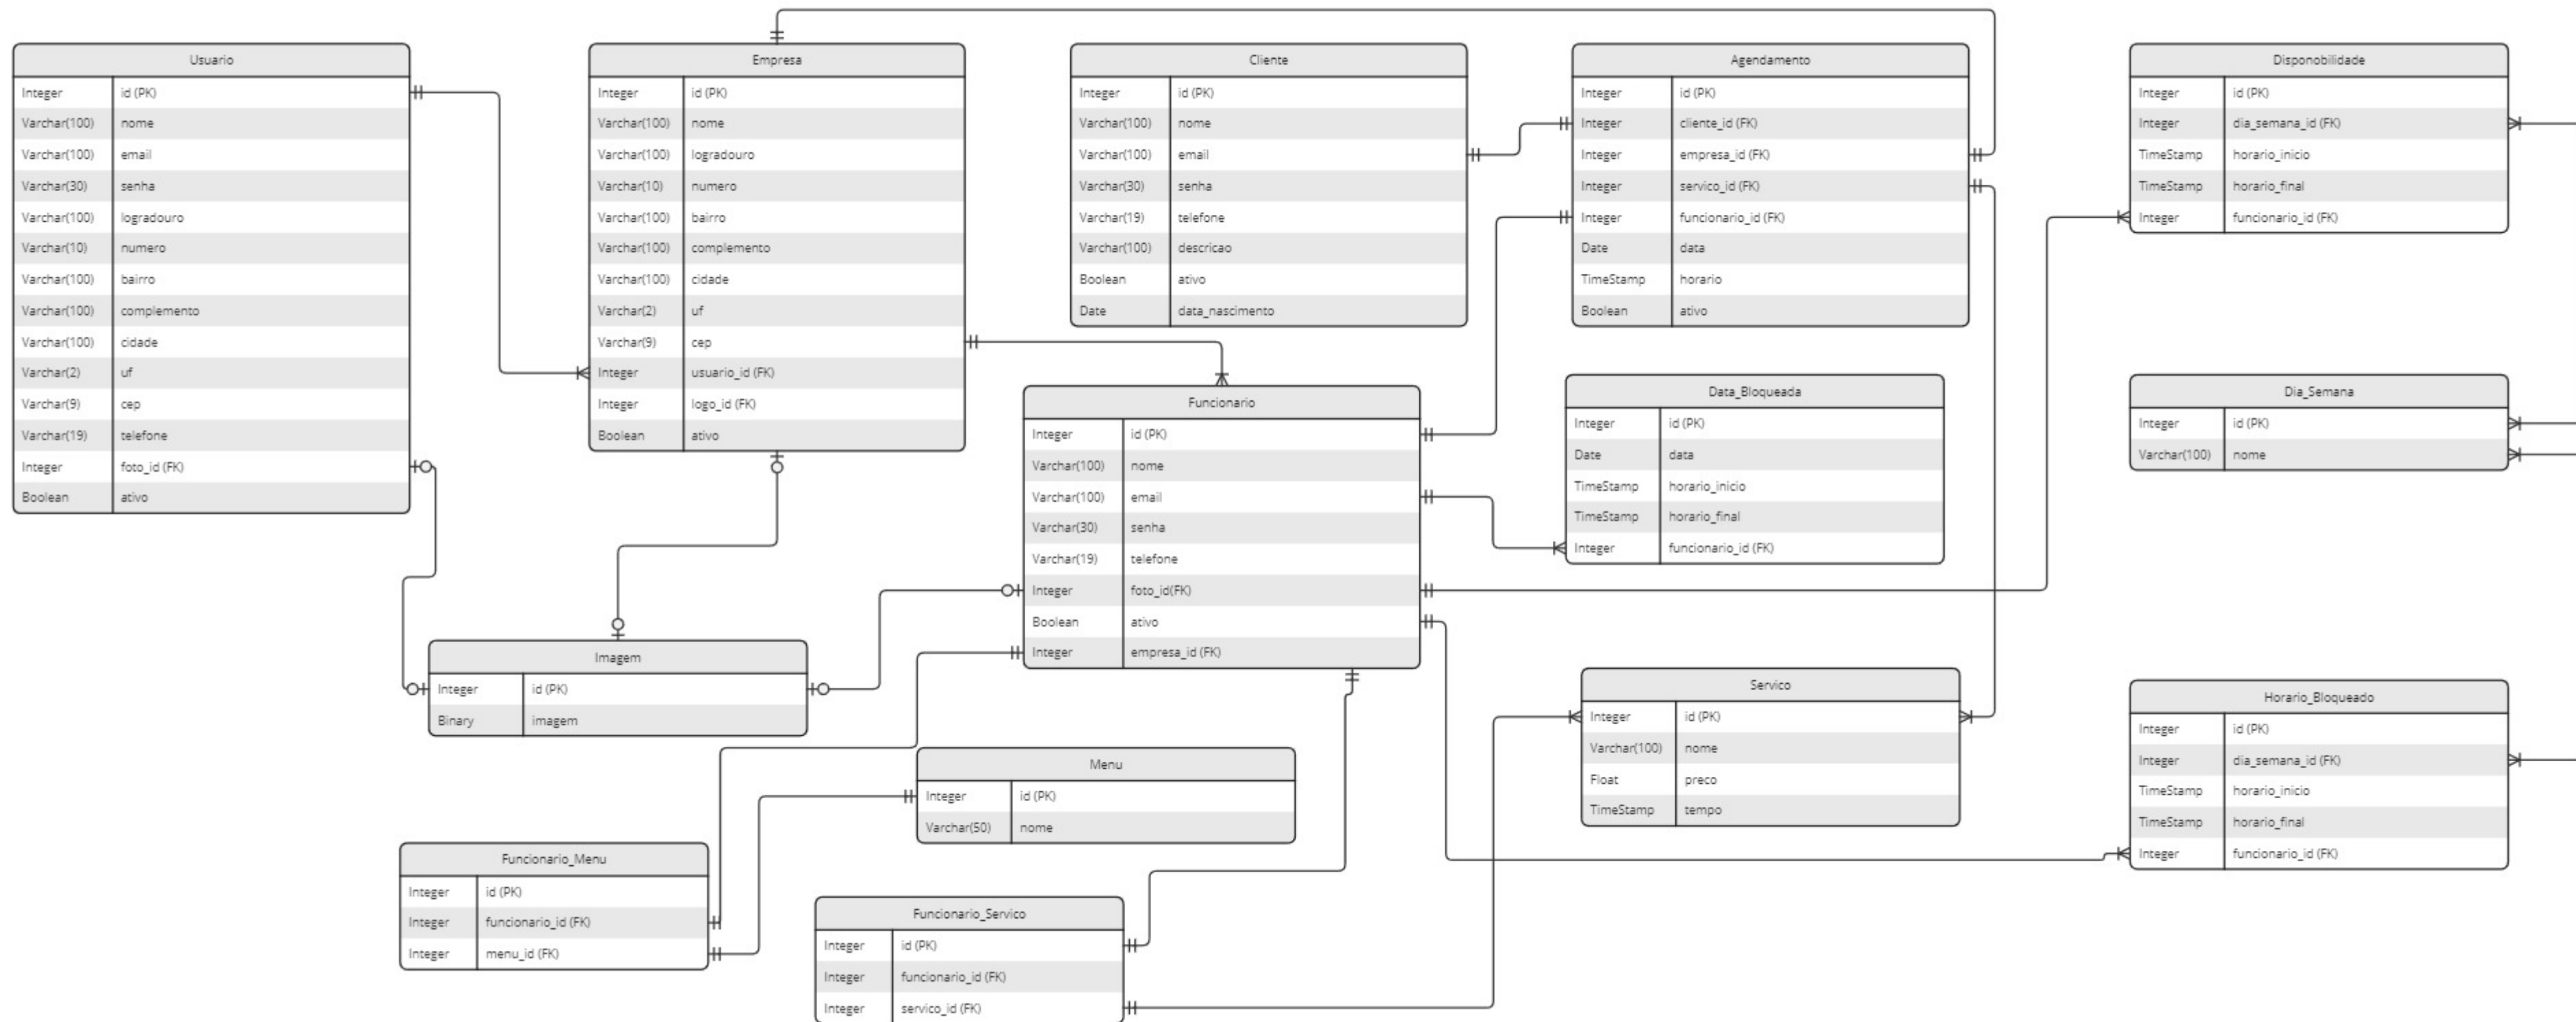 Usuario
Integer id (PK)
Varchar(100) nome
Varchar(100) email
Varchar(30) senha
Varchar(100) logradouro
Varchar(10) numero
Varchar(100) bairro
Varchar(100) complemento
Varchar(100) cidade
Varchar(2) uf
Varchar(9) cep
Varchar(19) telefone
Integer foto_id (FK)
Boolean ativo
Empresa
Integer id (PK)
Varchar(100) nome
Varchar(100) logradouro
Varchar(10) numero
Varchar(100) bairro
Varchar(100) complemento
Varchar(100) cidade
Varchar(2) uf
Varchar(9) cep
Integer usuario_id (FK)
Integer logo_id (FK)
Boolean ativo
Cliente
Integer id (PK)
Varchar(100) nome
Varchar(100) email
Varchar(30) senha
Varchar(19) telefone
Varchar(100) descricao
Boolean ativo
Date data_nascimento
Agendamento
Integer id (PK)
Integer cliente_id (FK)
Integer empresa_id (FK)
Integer servico_id (FK)
Integer funcionario_id (FK)
Date data
TimeStamp horario
Boolean ativo
Disponobilidade
Integer id (PK)
Integer dia_semana_id (FK)
TimeStamp horario_inicio
TimeStamp horario_final
Integer funcionario_id (FK)
Funcionario
Integer id (PK)
Varchar(100) nome
Varchar(100) email
Varchar(30) senha
Varchar(19) telefone
Integer foto_id(FK)
Boolean ativo
Integer empresa_id (FK)
Data_Bloqueada
Integer id (PK)
Date data
TimeStamp horario_inicio
TimeStamp horario_final
Integer funcionario_id (FK)
Dia_Semana
Integer id (PK)
Varchar(100) nome
Imagem
Integer id (PK)
Binary imagem
Menu
Integer id (PK)
Varchar(50) nome
Servico
Integer id (PK)
Varchar(100) nome
Float preco
TimeStamp tempo
Horario_Bloqueado
Integer id (PK)
Integer dia_semana_id (FK)
TimeStamp horario_inicio
TimeStamp horario_final
Integer funcionario_id (FK)
Funcionario_Menu
Integer id (PK)
Integer funcionario_id (FK)
Integer menu_id (FK)
Funcionario_Servico
Integer id (PK)
Integer funcionario_id (FK)
Integer servico_id (FK)